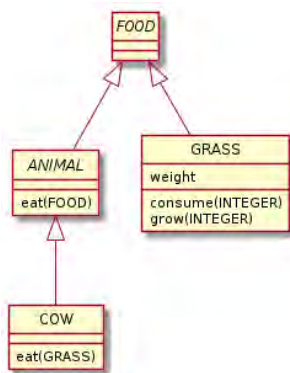 FOOD
ANIMAL
eat(FOOD)
GRASS
weight
consume(INTEGER)
grow(INTEGER)
COW
eat(GRASS)